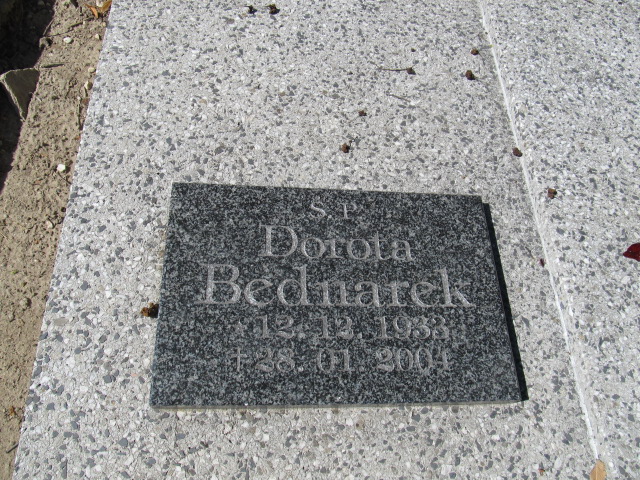 Ś. P.
Dorota
Bednarek
* 12. 12. 1933
† 28. 01. 2004